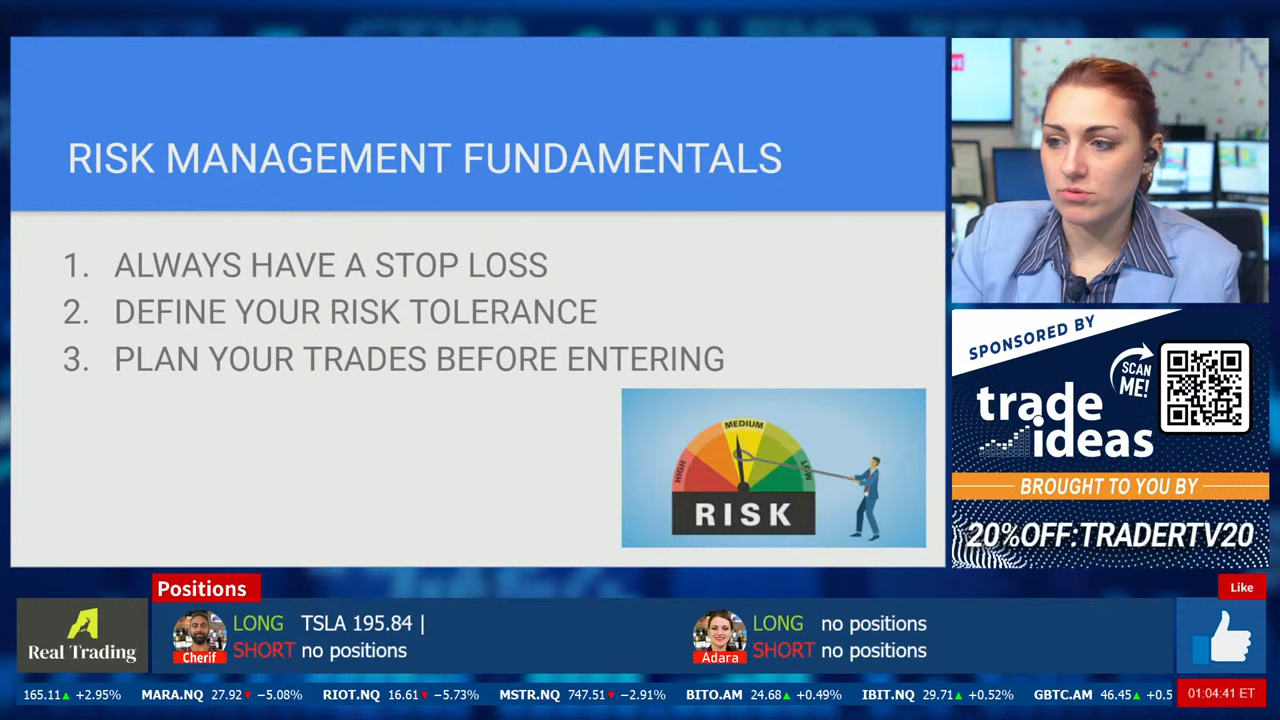 RISK MANAGEMENT FUNDAMENTALS
1. ALWAYS HAVE A STOP LOSS
2. DEFINE YOUR RISK TOLERANCE
3. PLAN YOUR TRADES BEFORE ENTERING
HIGH
MEDIUM
LOW
RISK
SPONSORED BY
SCAN
ME!
trade
ideas
BROUGHT TO YOU BY
20%OFF:TRADERTV20
Positions
Like
Real Trading
Cherif
LONG TSLA 195.84 |
SHORT no positions
Adara
LONG no positions
SHORT no positions
165.11▲ +2.95% MARA.NQ 27.92▼ −5.08% RIOT.NQ 16.61▼ −5.73% MSTR.NQ 747.51▼ −2.91% BITO.AM 24.68▲ +0.49% IBIT.NQ 29.71▲ +0.52% GBTC.AM 46.45▲ +0.5
01:04:41 ET